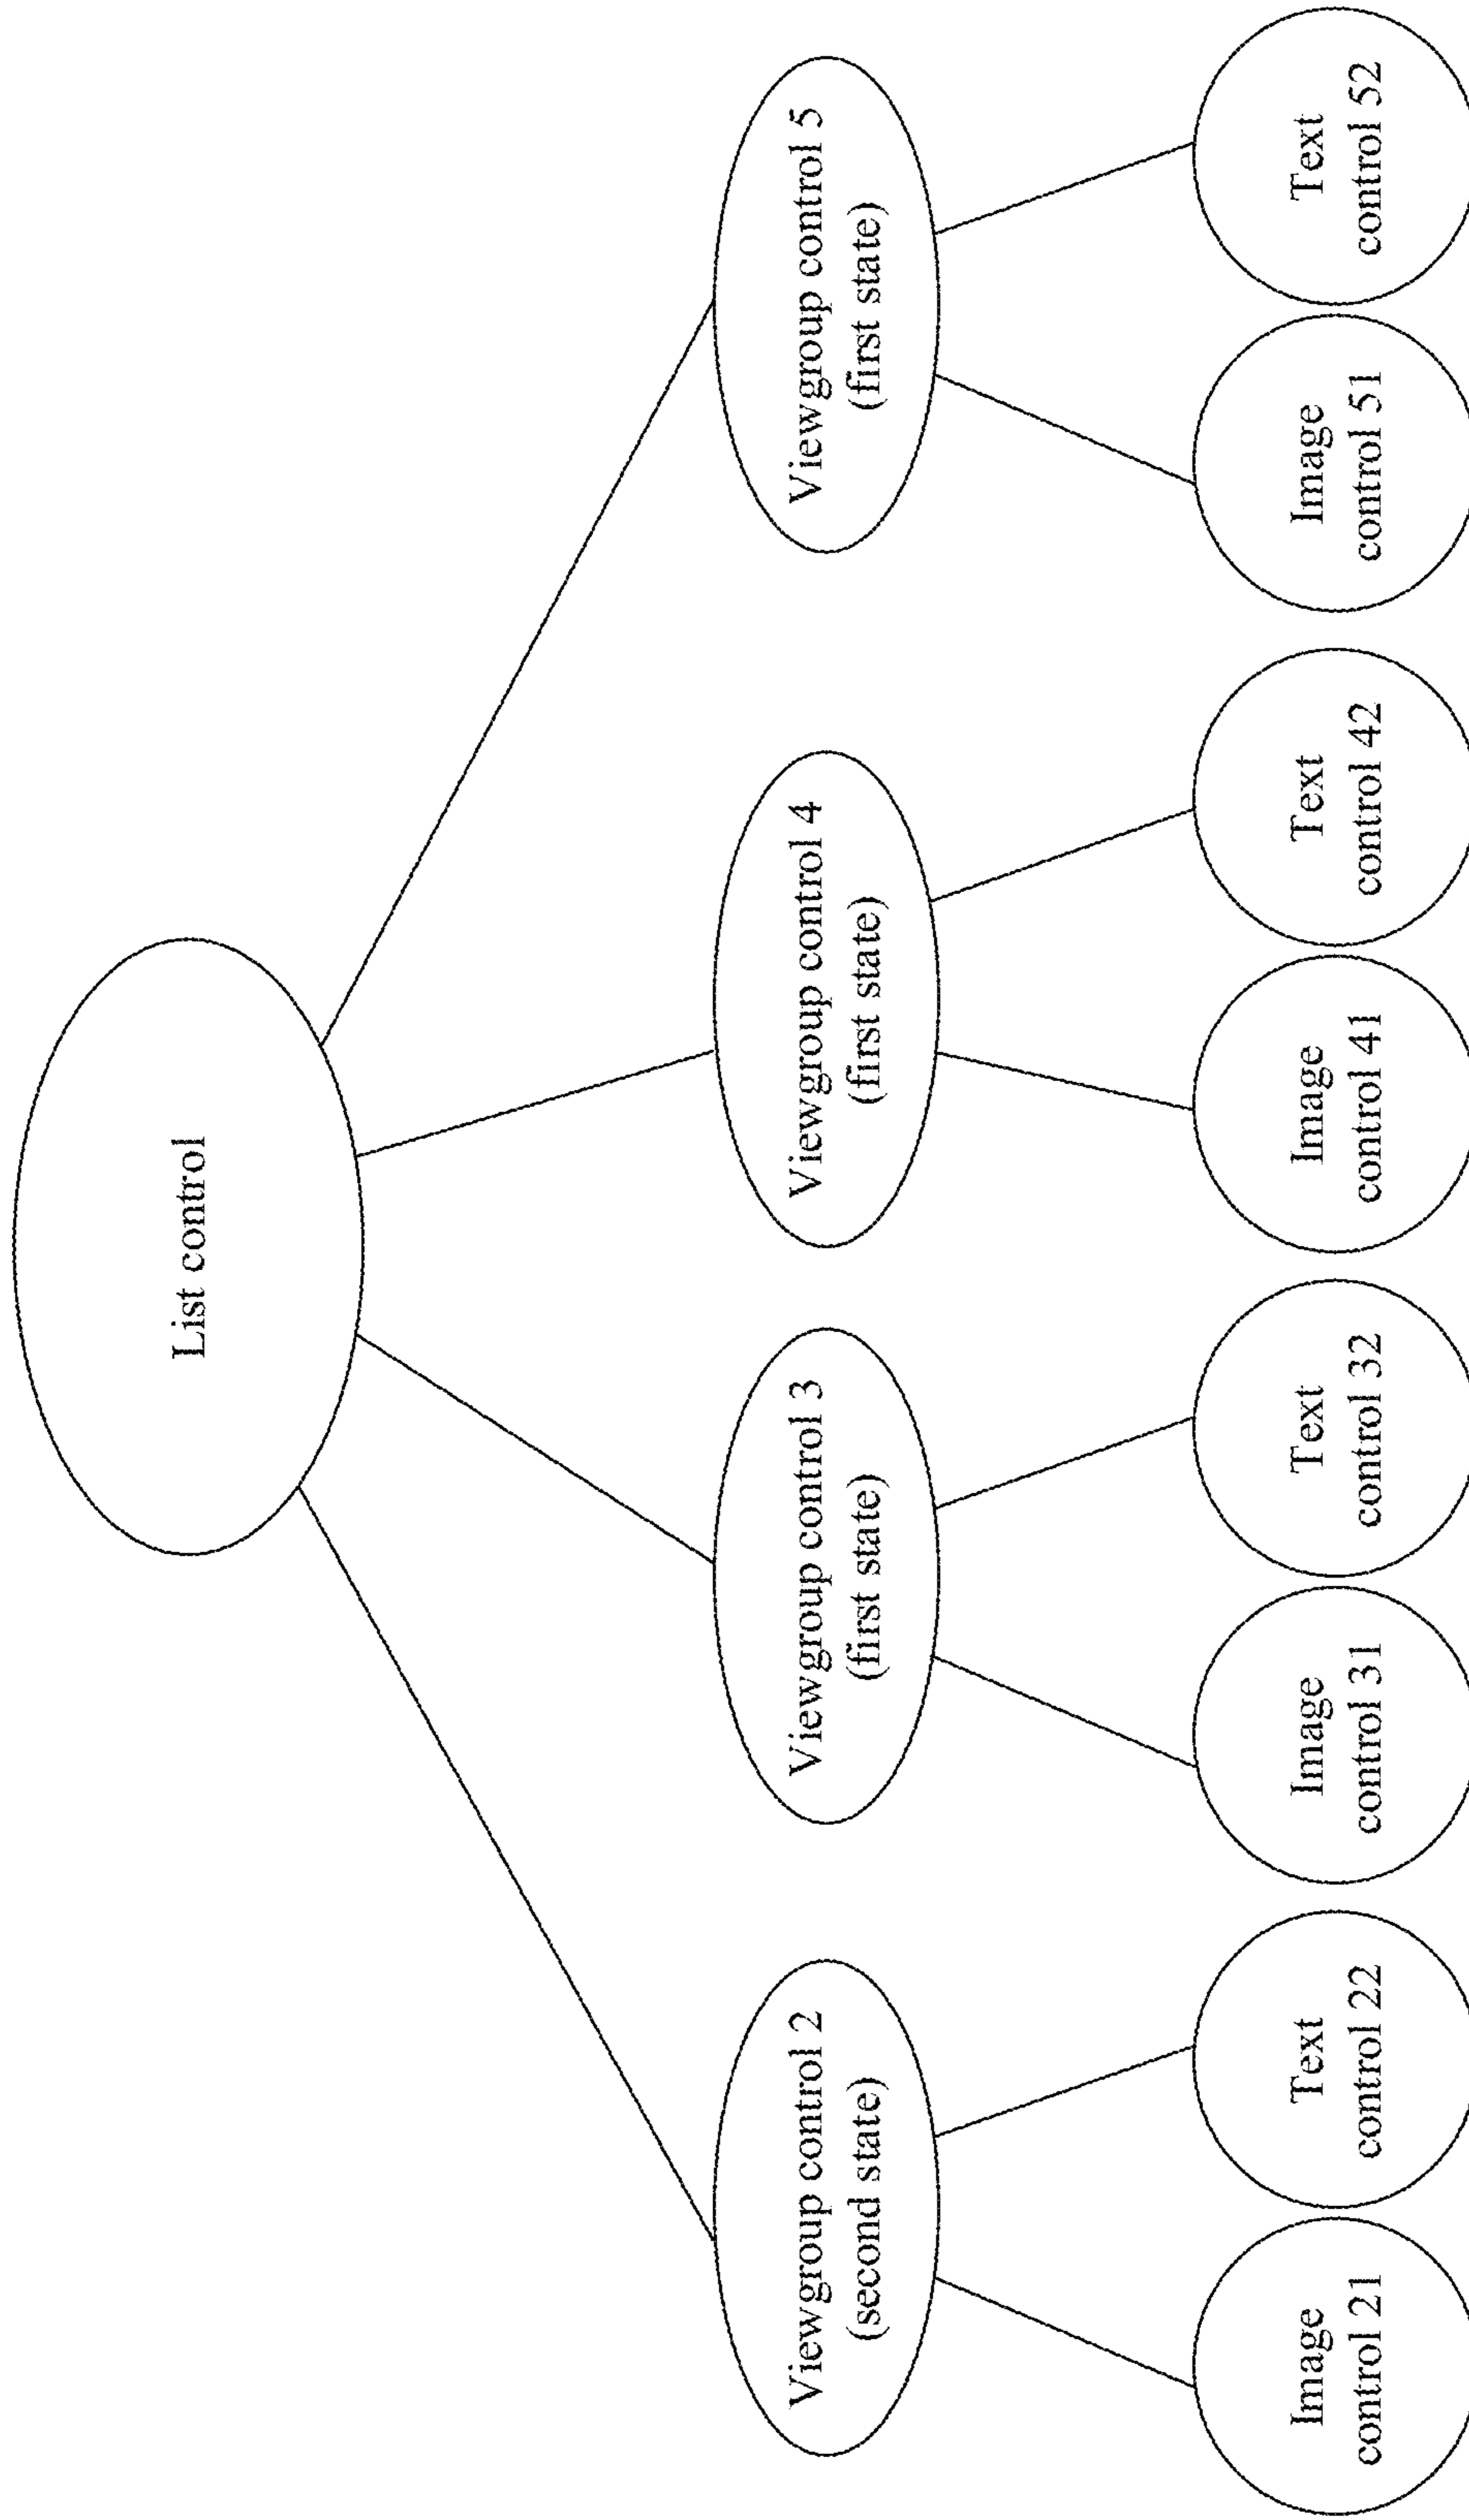 List control
Viewgroup control 2
(second state)
Viewgroup control 3
(first state)
Viewgroup control 4
(first state)
Viewgroup control 5
(first state)
Image
control 21
Text
control 22
Image
control 31
Text
control 32
Image
control 41
Text
control 42
Image
control 51
Text
control 52